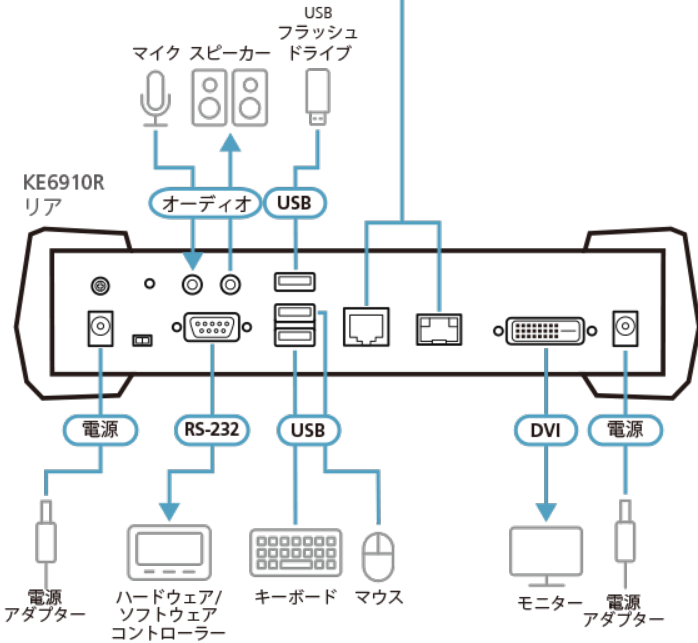 USB
フラッシュ
ドライブ
マイク スピーカー
KE6910R
リア
オーディオ
USB
電源
RS-232
USB
DVI
電源
電源
アダプター
ハードウェア/
ソフトウェア
コントローラー
キーボード
マウス
モニター
電源
アダプター